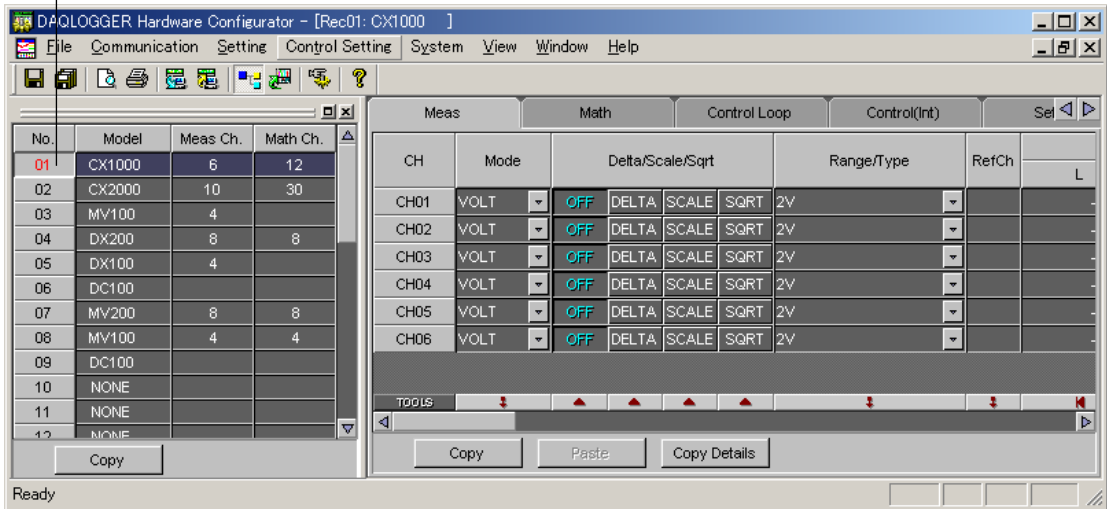 DAQLOGGER Hardware Configurator - [Rec01: CX1000 ]
File Communication Setting Control Setting System View Window Help
Meas Math Control Loop Control(Int) Set
No. Model Meas Ch. Math Ch.
01 CX1000 6 12
02 CX2000 10 30
03 MV100 4
04 DX200 8 8
05 DX100 4
06 DC100
07 MV200 8 8
08 MV100 4 4
09 DC100
10 NONE
11 NONE
12 NONE
Copy
CH Mode Delta/Scale/Sqrt Range/Type RefCh L
CH01 VOLT OFF DELTA SCALE SQRT 2V -
CH02 VOLT OFF DELTA SCALE SQRT 2V -
CH03 VOLT OFF DELTA SCALE SQRT 2V -
CH04 VOLT OFF DELTA SCALE SQRT 2V -
CH05 VOLT OFF DELTA SCALE SQRT 2V -
CH06 VOLT OFF DELTA SCALE SQRT 2V -
TOOLS
Copy Paste Copy Details
Ready